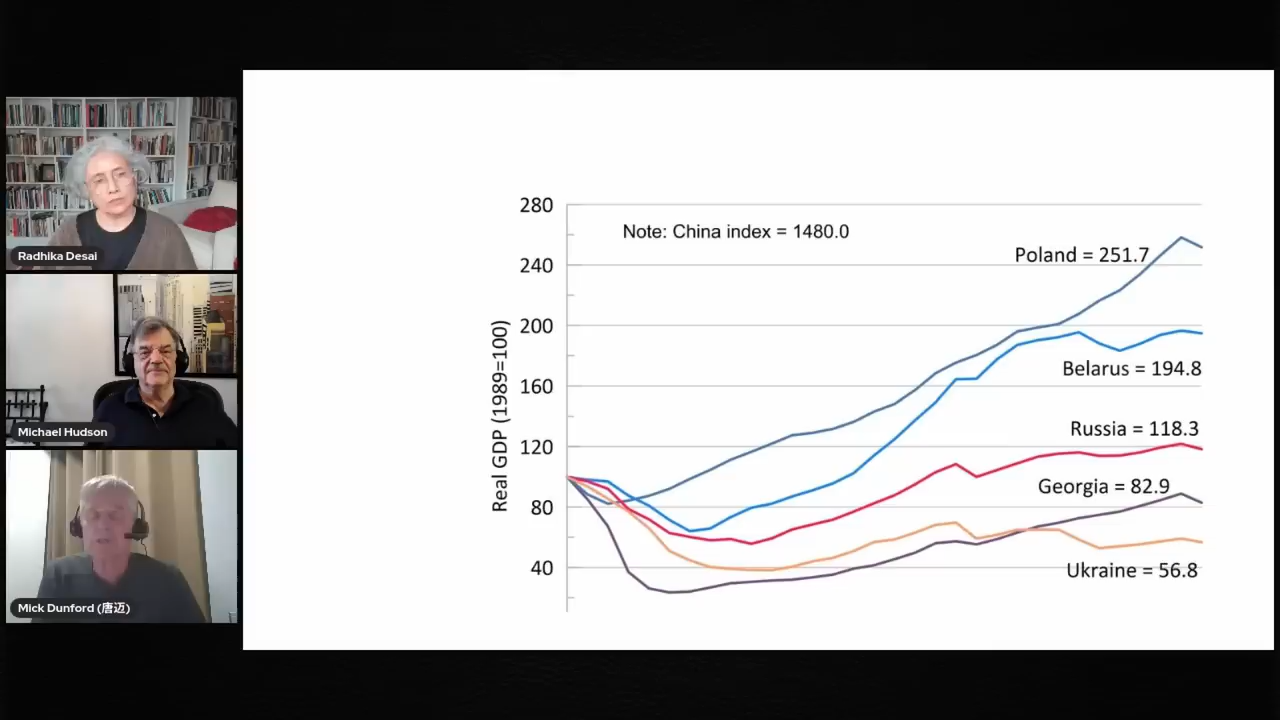 Radhika Desai
Michael Hudson
Mick Dunford (唐迈)
Real GDP (1989=100)
280
240
200
160
120
80
40
Note: China index = 1480.0
Poland = 251.7
Belarus = 194.8
Russia = 118.3
Georgia = 82.9
Ukraine = 56.8